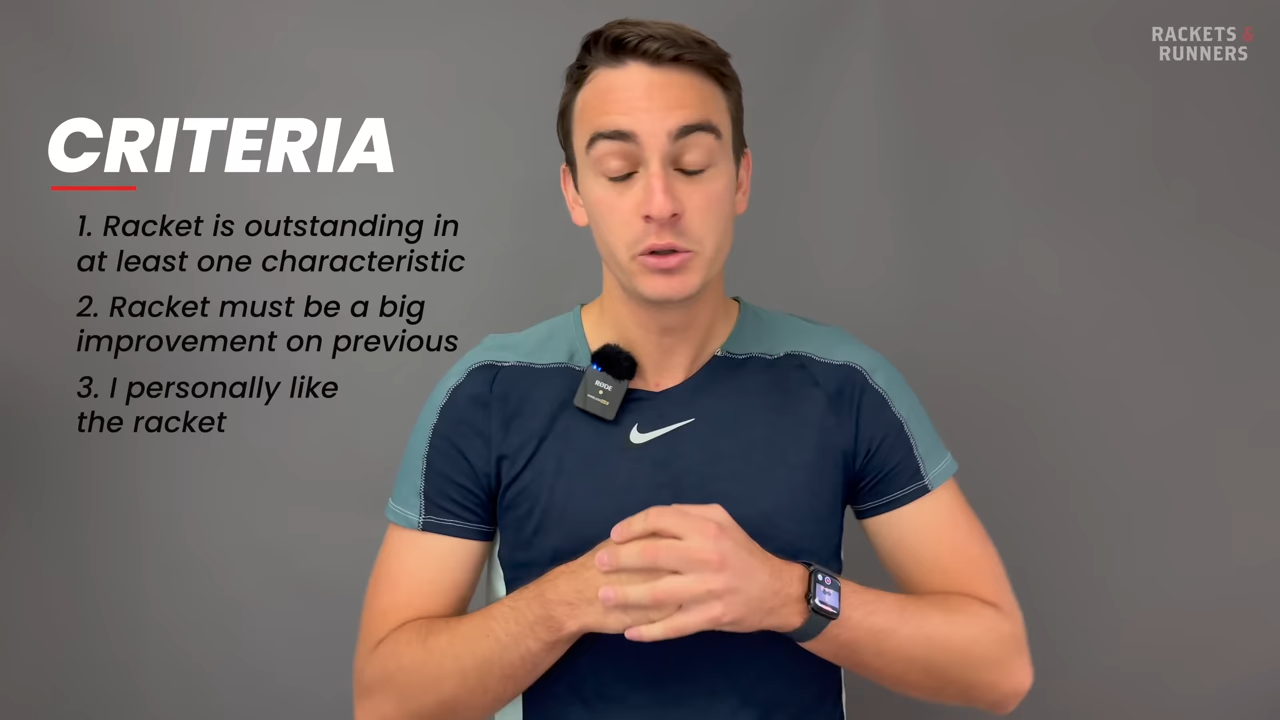 RACKETS &
RUNNERS
CRITERIA
1. Racket is outstanding in
at least one characteristic
2. Racket must be a big
improvement on previous
3. I personally like
the racket
RØDE